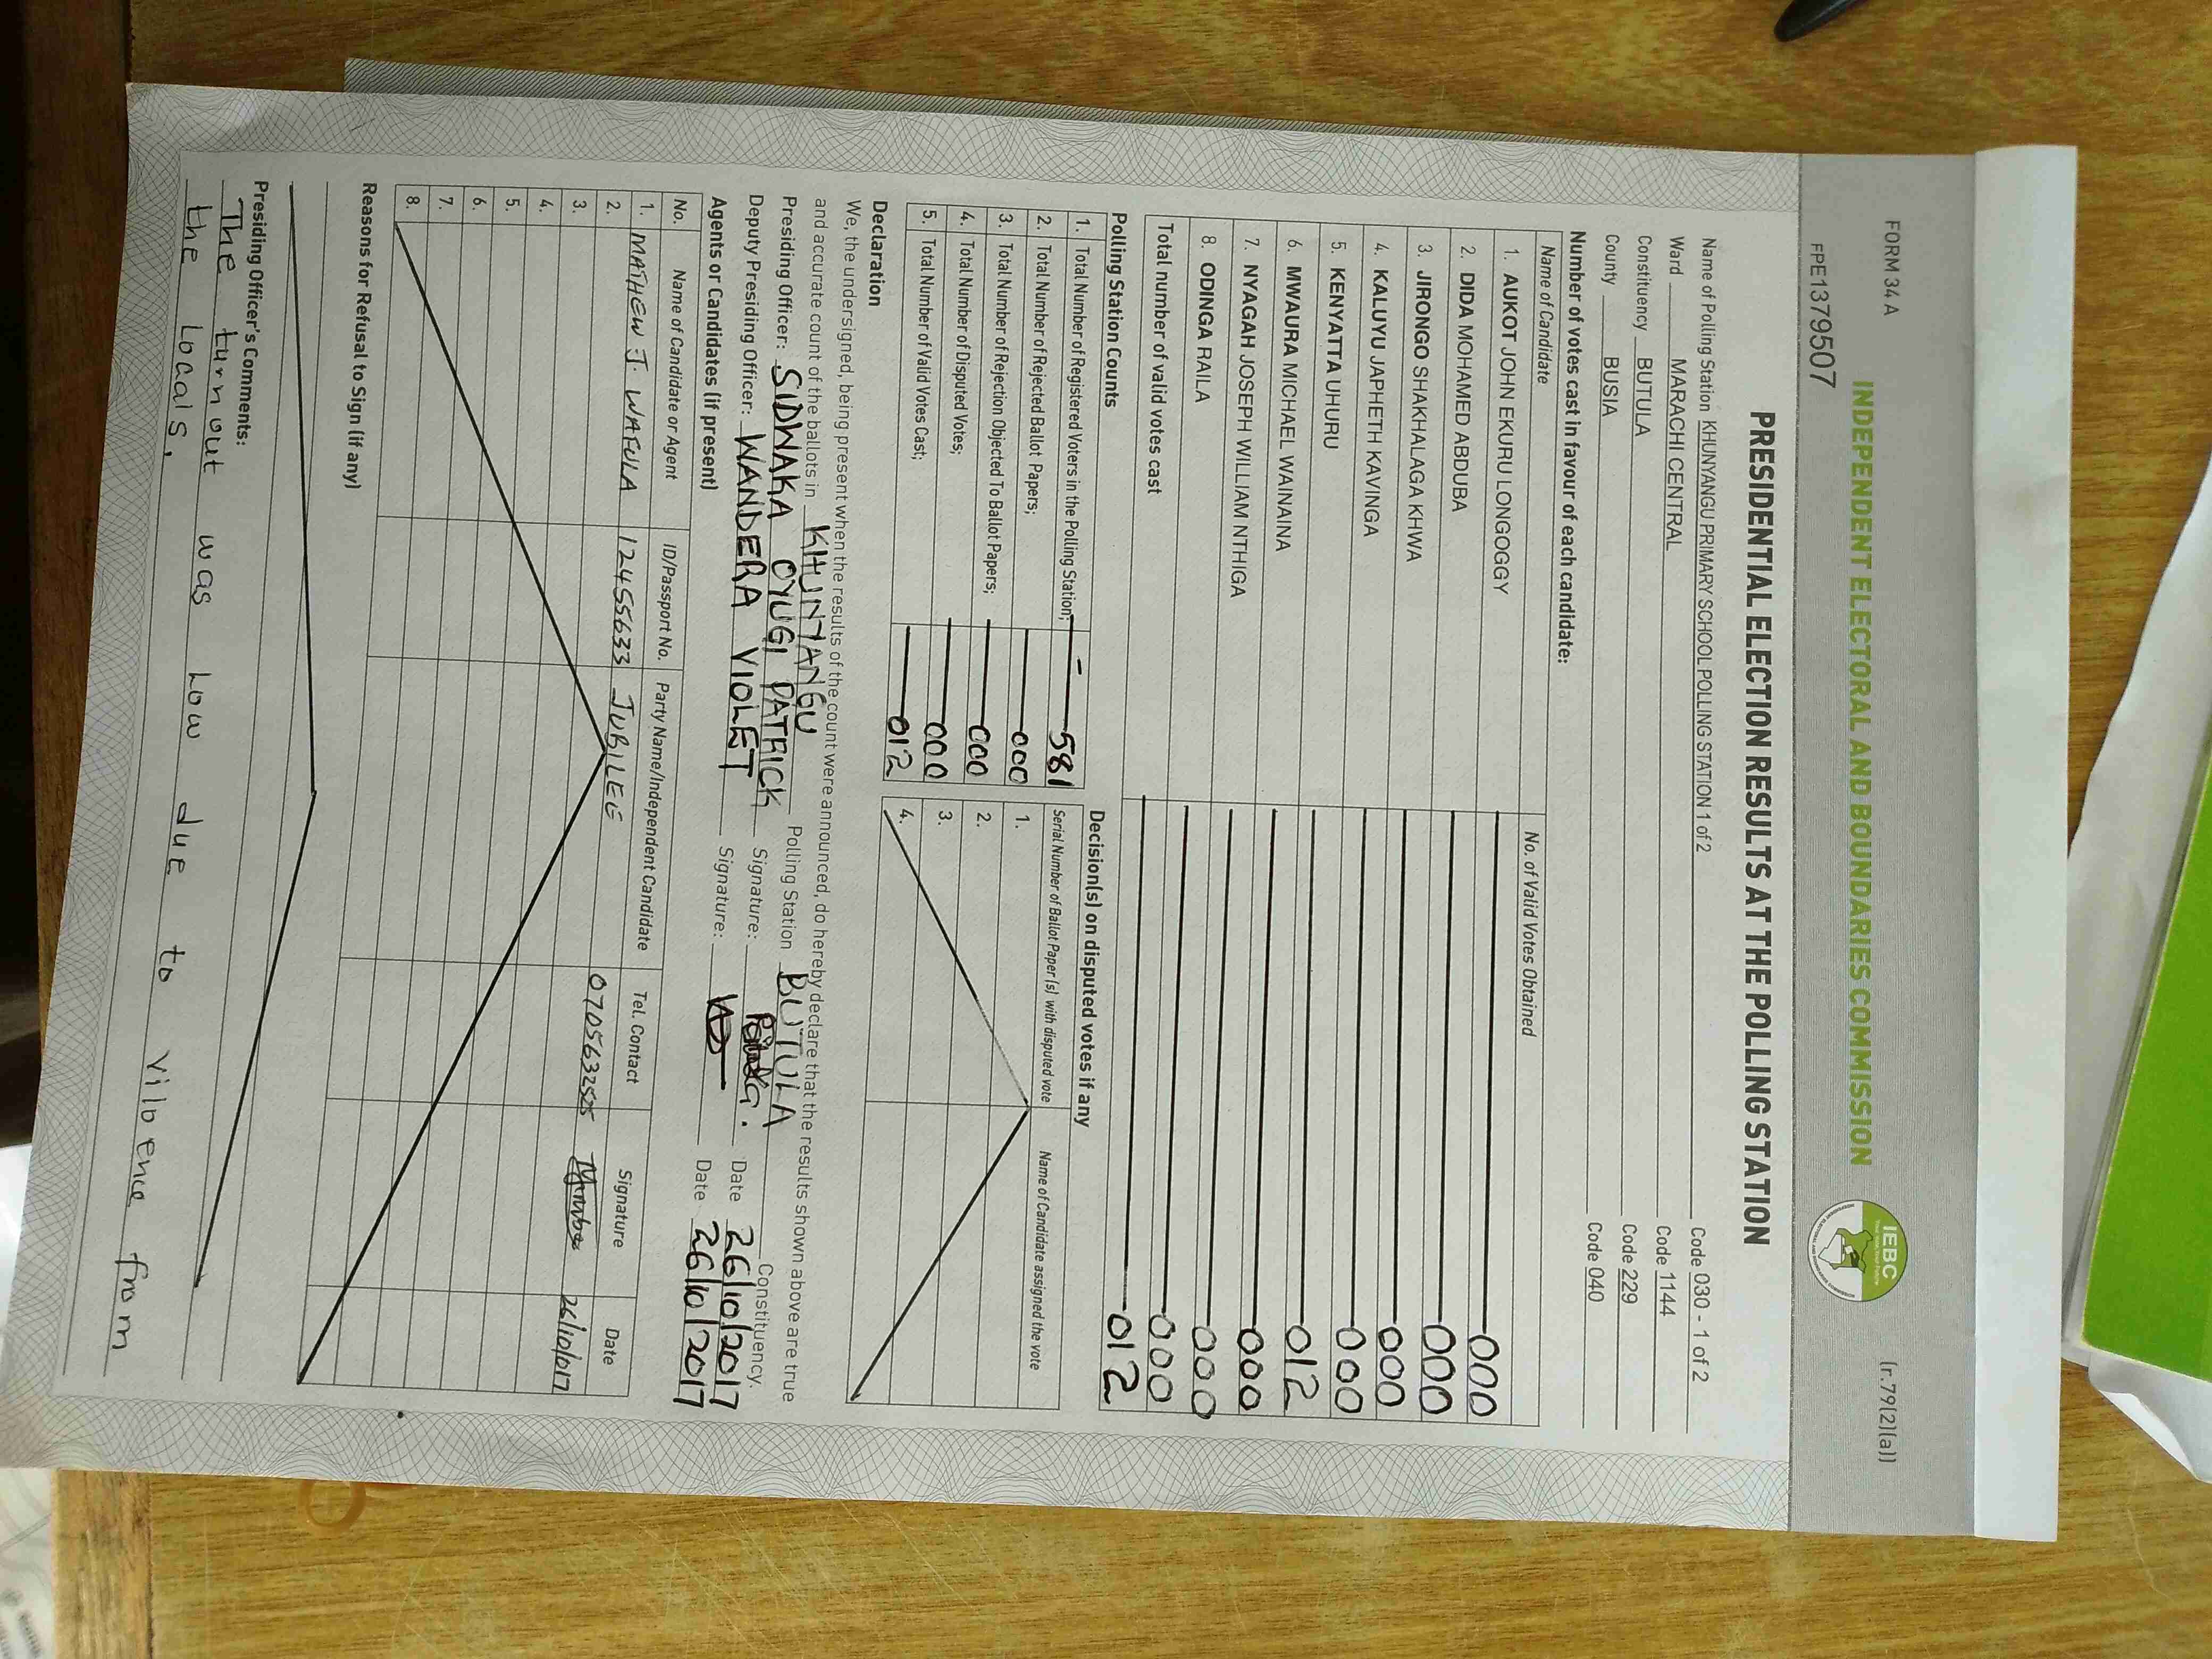 FORM 34 A
(r.79(2)(a))
INDEPENDENT ELECTORAL AND BOUNDARIES COMMISSION
IEBC
FPE1379507
PRESIDENTIAL ELECTION RESULTS AT THE POLLING STATION
Name of Polling Station KHUNYANGU PRIMARY SCHOOL POLLING STATION 1 of 2 Code 030 - 1 of 2
Ward MARACHI CENTRAL Code 1144
Constituency BUTULA Code 229
County BUSIA Code 040
Number of votes cast in favour of each candidate:
Name of Candidate No. of Valid Votes Obtained
1. AUKOT JOHN EKURU LONGOGGY 000
2. DIDA MOHAMED ABDUBA 000
3. JIRONGO SHAKHALAGA KHWA 000
4. KALUYU JAPHETH KAVINGA 000
5. KENYATTA UHURU 012
6. MWAURA MICHAEL WAINAINA 000
7. NYAGAH JOSEPH WILLIAM NTHIGA 000
8. ODINGA RAILA 000
Total number of valid votes cast 012
Polling Station Counts
1. Total Number of Registered Voters in the Polling Station; 581
2. Total Number of Rejected Ballot Papers; 000
3. Total Number of Rejection Objected To Ballot Papers; 000
4. Total Number of Disputed Votes; 000
5. Total Number of Valid Votes Cast; 012
Decision(s) on disputed votes if any
Serial Number of Ballot Paper(s) with disputed vote Name of Candidate assigned the vote
1.
2.
3.
4.
Declaration
We, the undersigned, being present when the results of the count were announced, do hereby declare that the results shown above are true
and accurate count of the ballots in KHUNYANGU Polling Station BUTULA Constituency.
Presiding Officer: SIDWAKA OYUGI PATRICK Signature: Date 26/10/2017
Deputy Presiding Officer: WANDERA VIOLET Signature: Date 26/10/2017
Agents or Candidates (if present)
No. Name of Candidate or Agent ID/Passport No. Party Name/Independent Candidate Tel. Contact Signature Date
1. MATHEW J. WAFULA 12455633 JUBILEE 0705632525 26/10/017
2.
3.
4.
5.
6.
7.
8.
Reasons for Refusal to Sign (if any)
Presiding Officer's Comments:
The turnout was low due to viloence from
the locals.